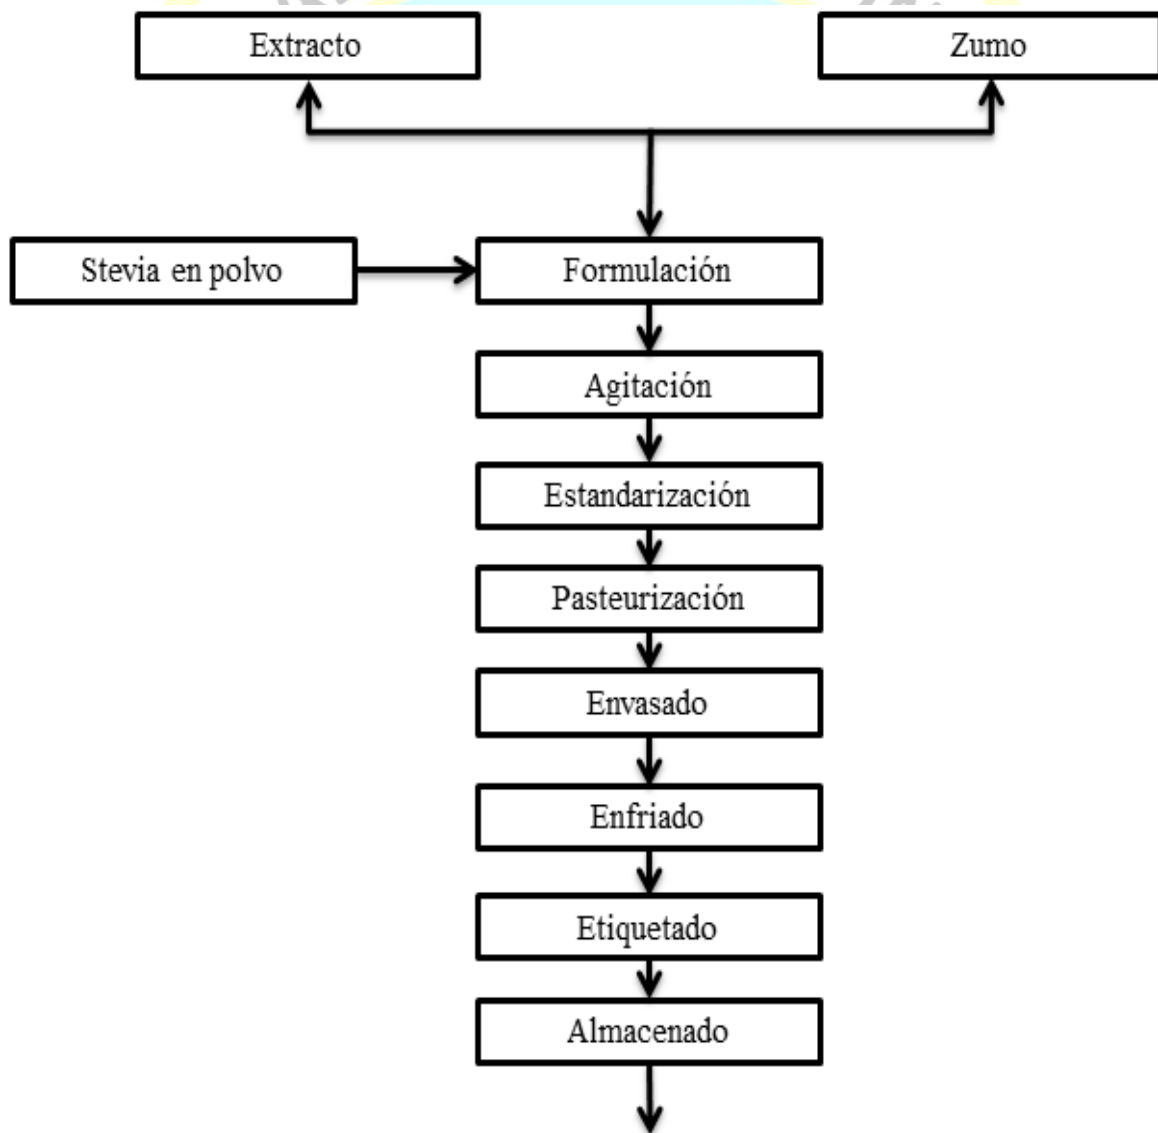 Extracto
Zumo
Stevia en polvo
Formulación
Agitación
Estandarización
Pasteurización
Envasado
Enfriado
Etiquetado
Almacenado